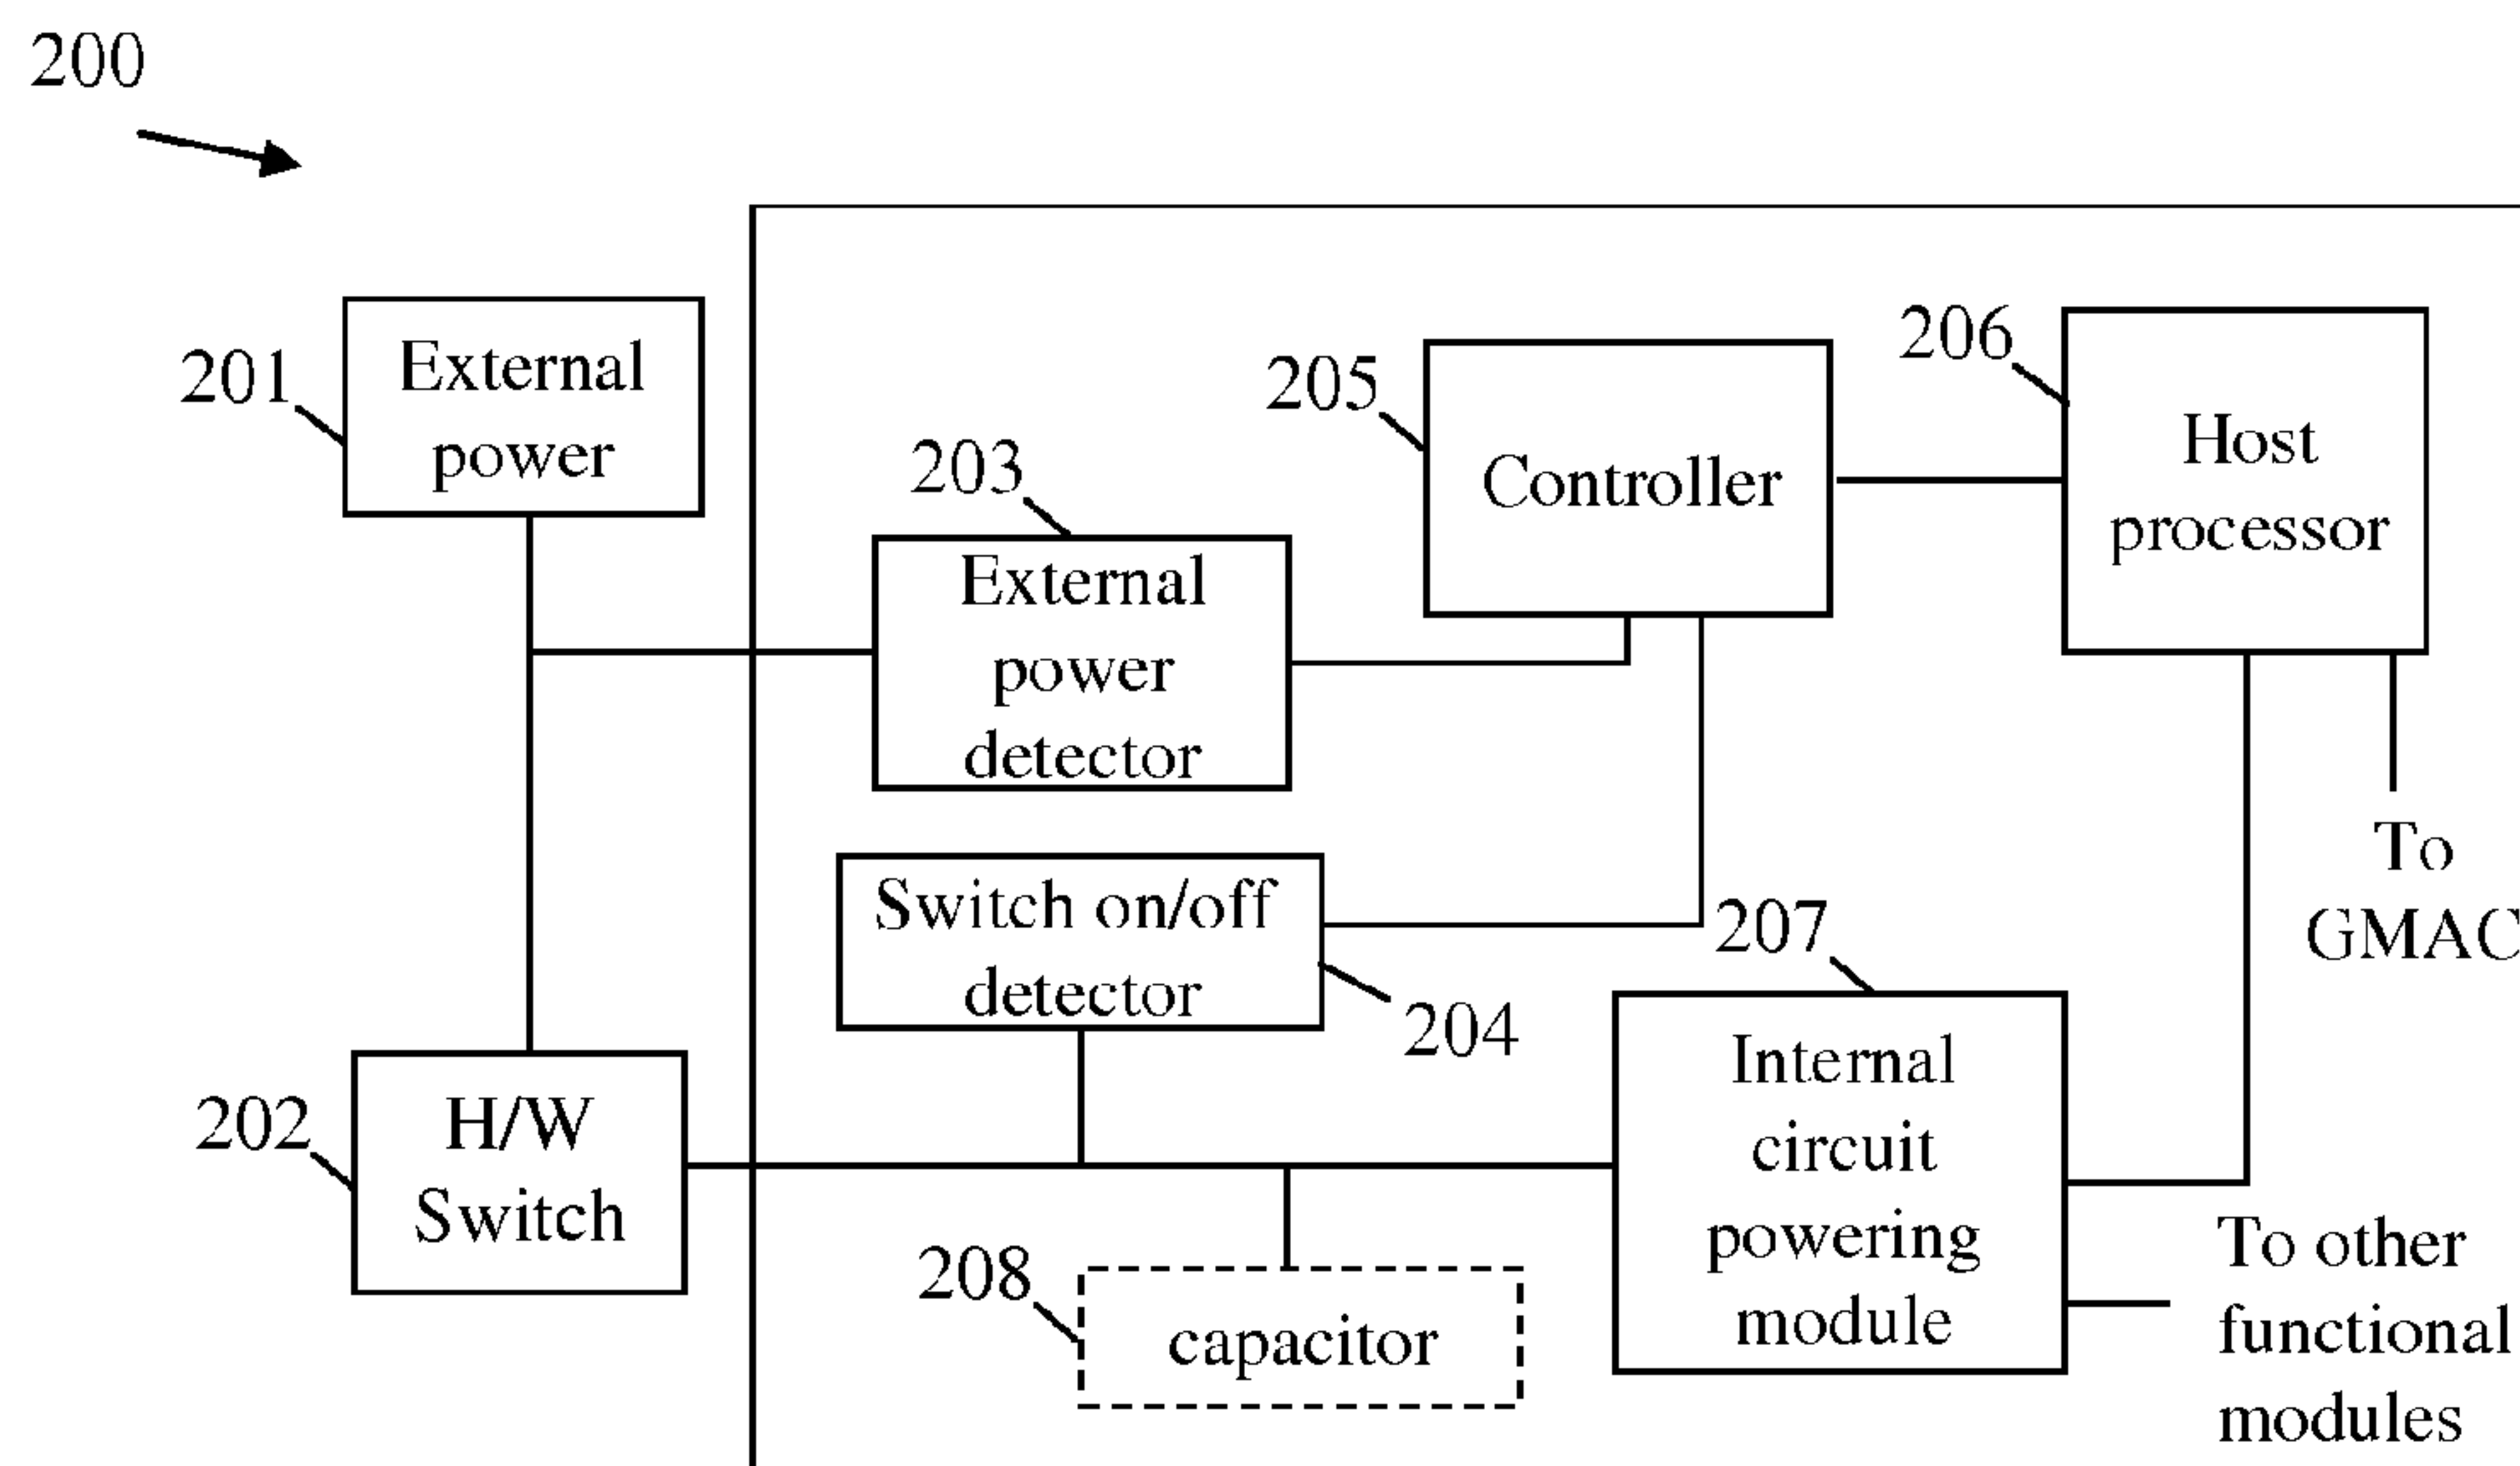 200
201
External
power
203
External
power
detector
205
Controller
206
Host
processor
To
GMAC
Switch on/off
detector
204
207
Internal
circuit
powering
module
202
H/W
Switch
208
capacitor
To other
functional
modules